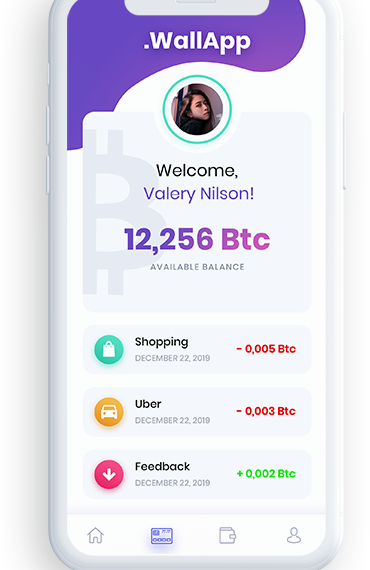 .WallApp
Welcome,
Valery Nilson!
12,256 Btc
AVAILABLE BALANCE
Shopping
DECEMBER 22, 2019
- 0,005 Btc
Uber
DECEMBER 22, 2019
- 0,003 Btc
Feedback
DECEMBER 22, 2019
+ 0,002 Btc